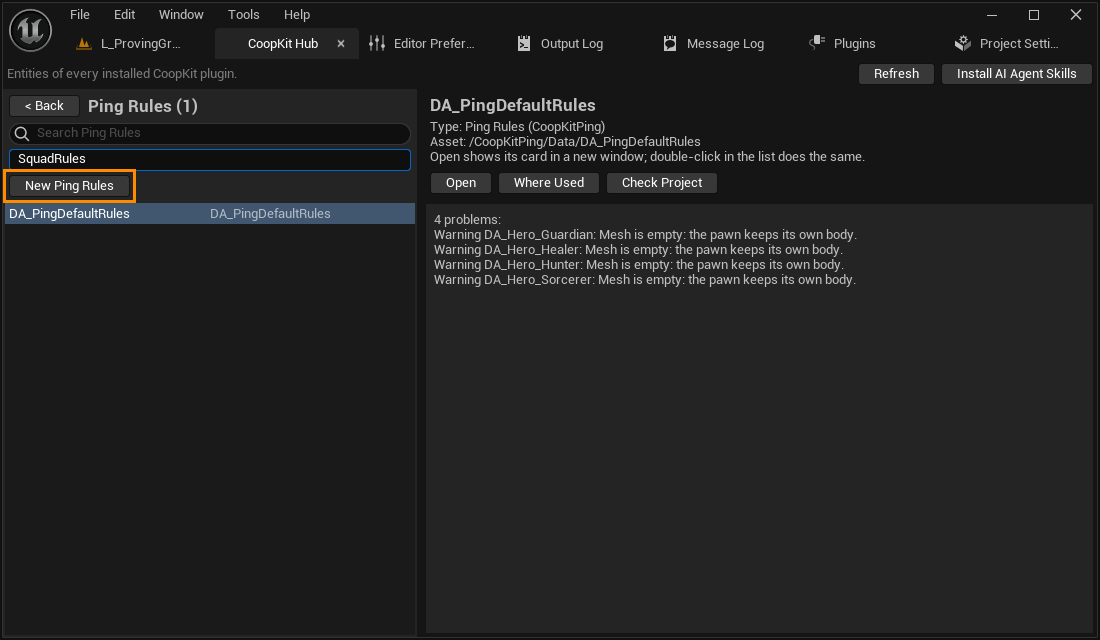 File Edit Window Tools Help
L_ProvingGr... CoopKit Hub Editor Prefer... Output Log Message Log Plugins Project Setti...
Entities of every installed CoopKit plugin. Refresh Install AI Agent Skills
< Back Ping Rules (1)
Search Ping Rules
SquadRules
New Ping Rules
DA_PingDefaultRules DA_PingDefaultRules
DA_PingDefaultRules
Type: Ping Rules (CoopKitPing)
Asset: /CoopKitPing/Data/DA_PingDefaultRules
Open shows its card in a new window; double-click in the list does the same.
Open Where Used Check Project
4 problems:
Warning DA_Hero_Guardian: Mesh is empty: the pawn keeps its own body.
Warning DA_Hero_Healer: Mesh is empty: the pawn keeps its own body.
Warning DA_Hero_Hunter: Mesh is empty: the pawn keeps its own body.
Warning DA_Hero_Sorcerer: Mesh is empty: the pawn keeps its own body.